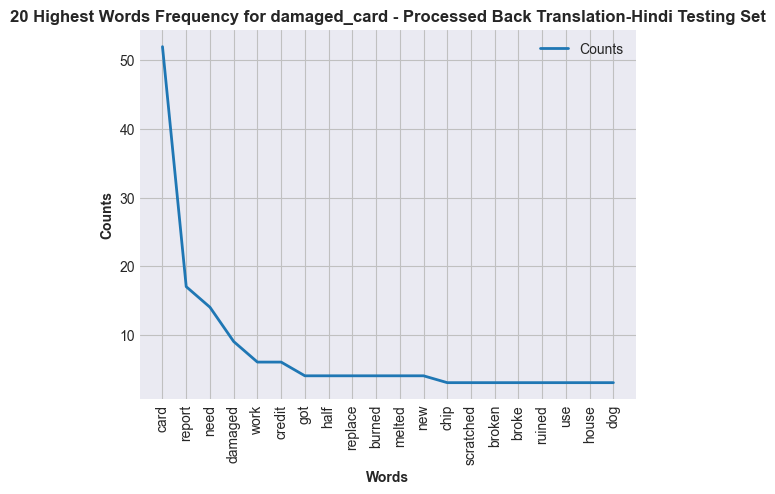 20 Highest Words Frequency for damaged_card - Processed Back Translation-Hindi Testing Set
Counts
50
40
30
20
10
Counts
card
report
need
damaged
work
credit
got
half
replace
burned
melted
new
chip
scratched
broken
broke
ruined
use
house
dog
Words